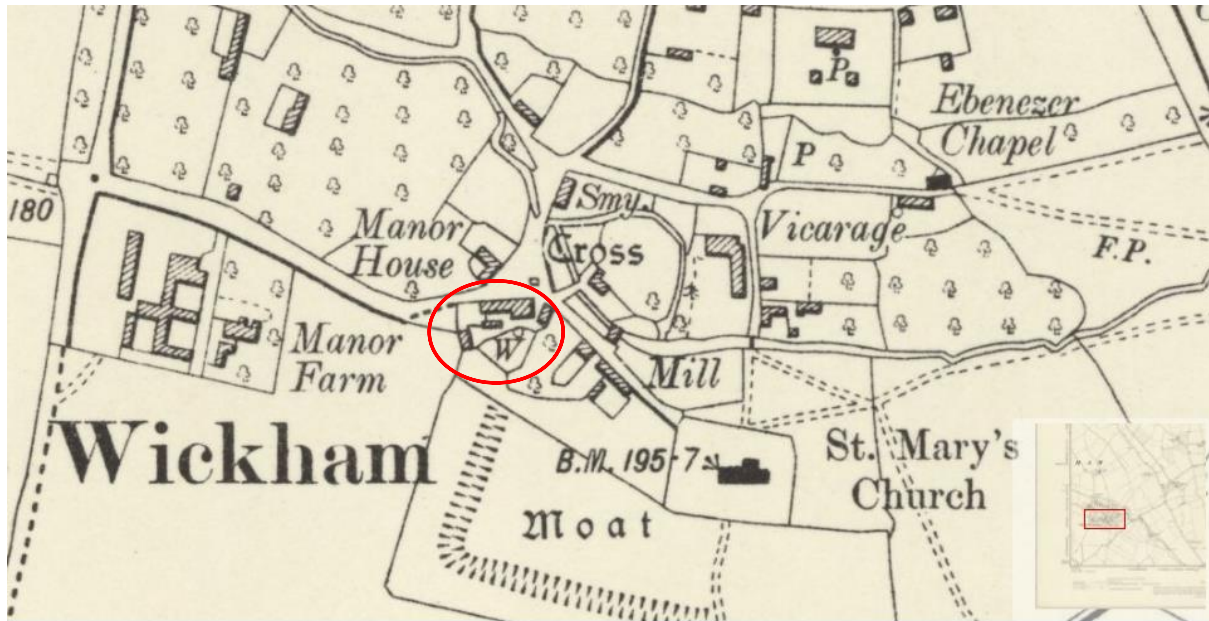 P
Ebenezer
Chapel
P
180
Smy.
Manor
House
Cross
Vicarage
F.P.
W
Manor
Farm
Mill
Wickham
B.M. 195·7
St. Mary's
Church
Moat